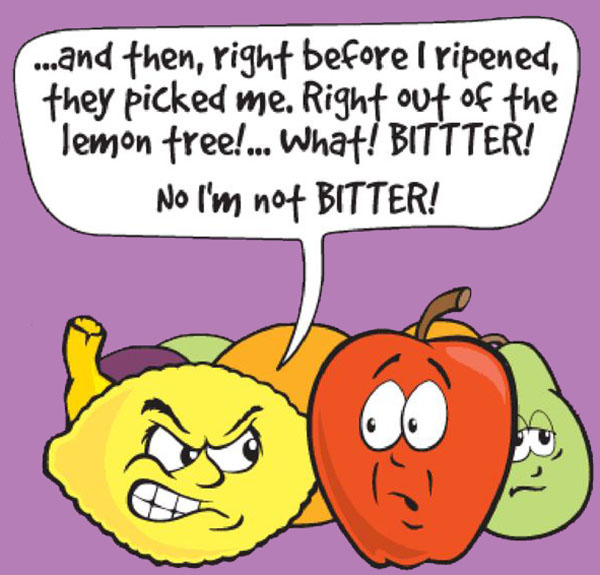 ...and then, right before I ripened,
they picked me. Right out of the
lemon tree!... What! BITTTER!
No I'm not BITTER!